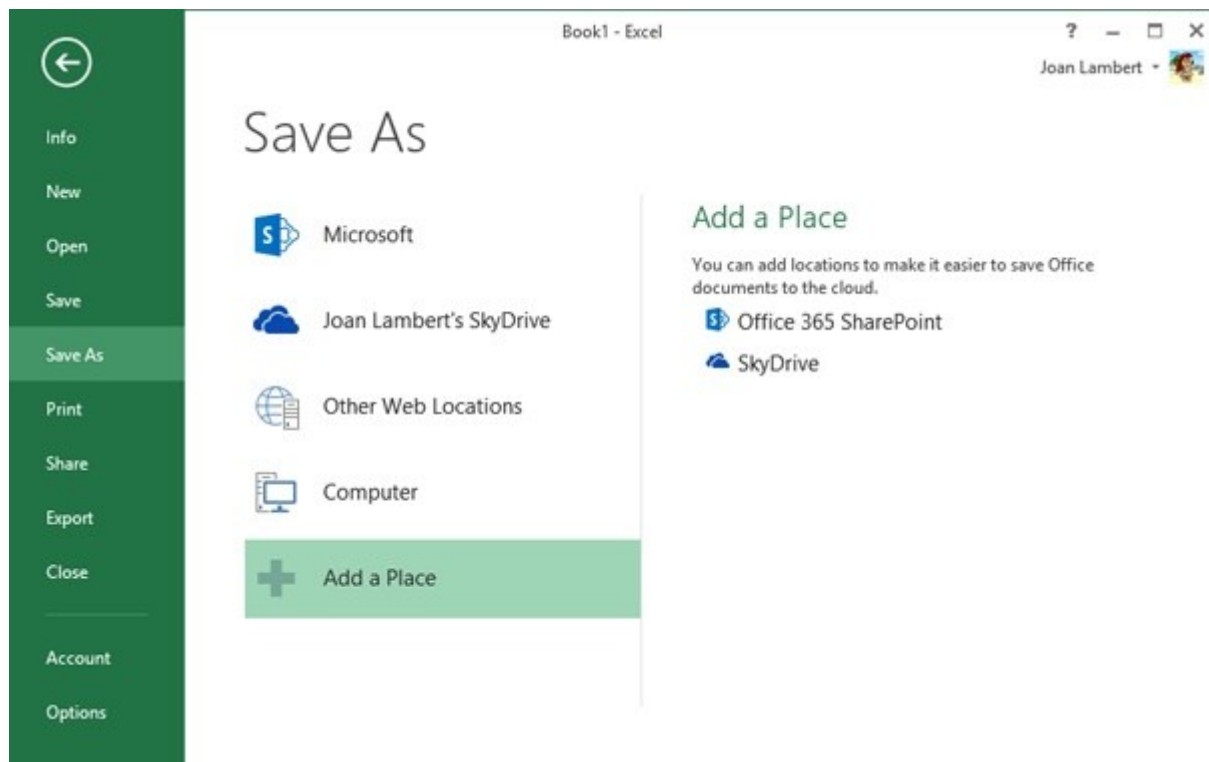 Book1 - Excel
?
Joan Lambert
Info
New
Open
Save
Save As
Print
Share
Export
Close
Account
Options
Save As
S
Microsoft
Joan Lambert's SkyDrive
Other Web Locations
Computer
Add a Place
Add a Place
You can add locations to make it easier to save Office
documents to the cloud.
S
Office 365 SharePoint
SkyDrive